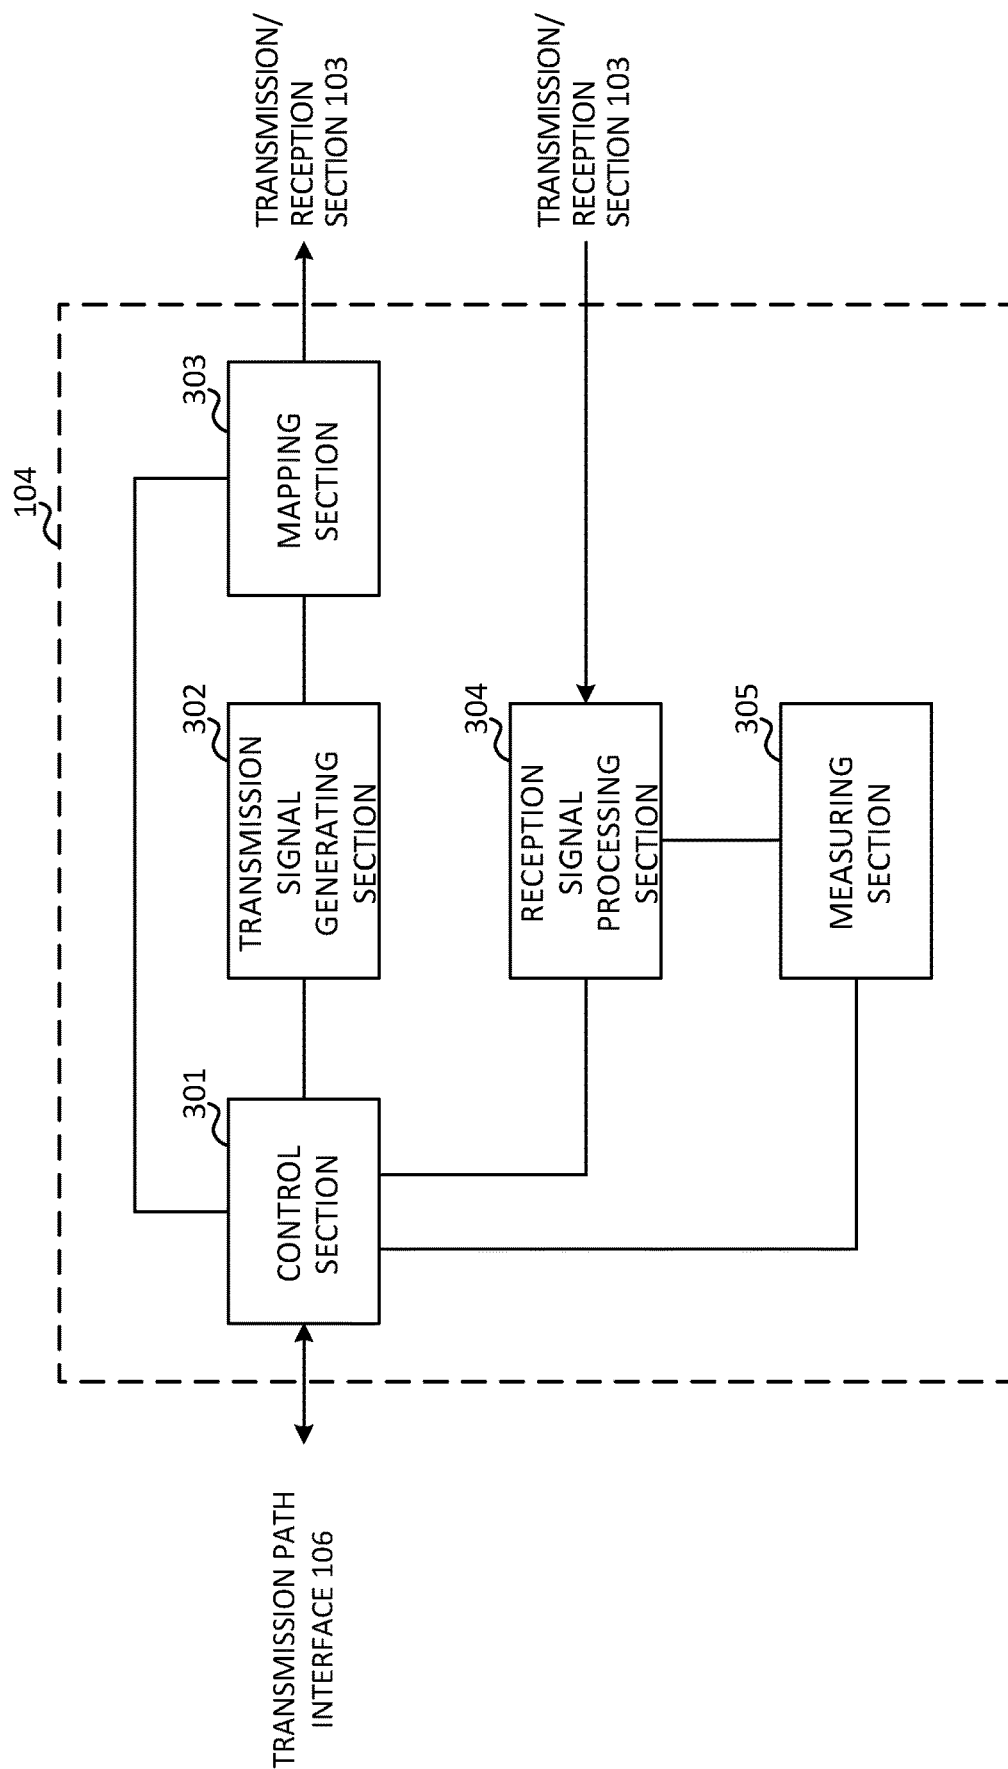 104
TRANSMISSION PATH
INTERFACE 106
301
CONTROL
SECTION
302
TRANSMISSION
SIGNAL
GENERATING
SECTION
303
MAPPING
SECTION
TRANSMISSION/
RECEPTION
SECTION 103
304
RECEPTION
SIGNAL
PROCESSING
SECTION
TRANSMISSION/
RECEPTION
SECTION 103
305
MEASURING
SECTION